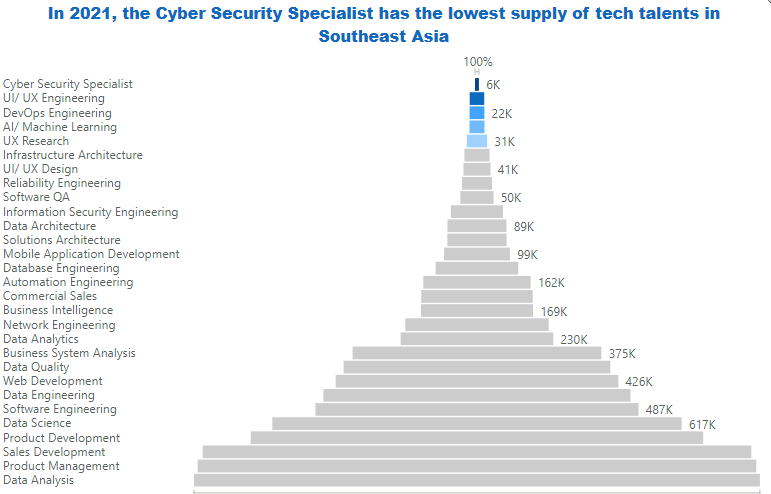 In 2021, the Cyber Security Specialist has the lowest supply of tech talents in
Southeast Asia
100%
Cyber Security Specialist 6K
UI/ UX Engineering
DevOps Engineering 22K
AI/ Machine Learning
UX Research 31K
Infrastructure Architecture
UI/ UX Design 41K
Reliability Engineering
Software QA 50K
Information Security Engineering
Data Architecture 89K
Solutions Architecture
Mobile Application Development 99K
Database Engineering
Automation Engineering 162K
Commercial Sales
Business Intelligence 169K
Network Engineering
Data Analytics 230K
Business System Analysis 375K
Data Quality
Web Development 426K
Data Engineering
Software Engineering 487K
Data Science 617K
Product Development
Sales Development
Product Management
Data Analysis